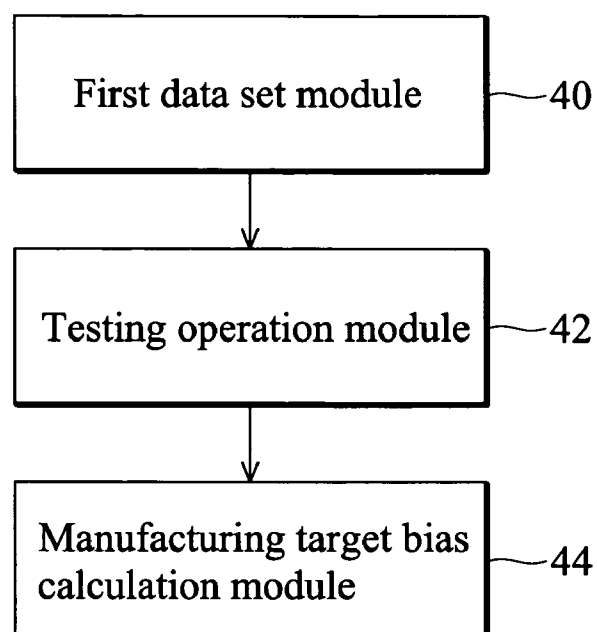 First data set module
40
Testing operation module
42
Manufacturing target bias
calculation module
44